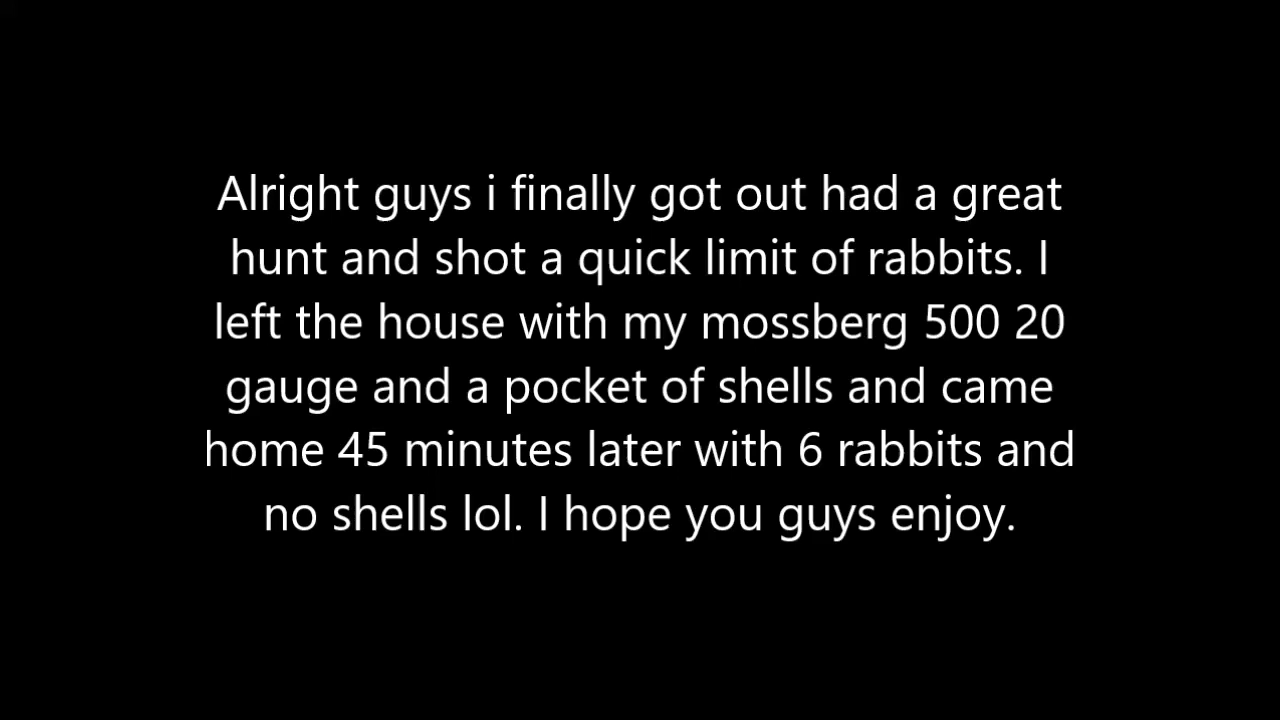 Alright guys i finally got out had a great
hunt and shot a quick limit of rabbits. I
left the house with my mossberg 500 20
gauge and a pocket of shells and came
home 45 minutes later with 6 rabbits and
no shells lol. I hope you guys enjoy.